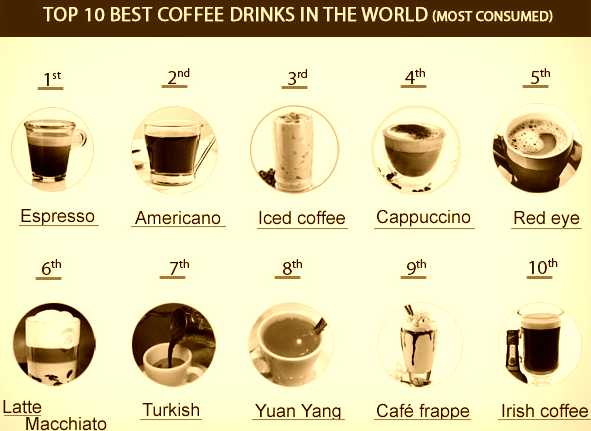 TOP 10 BEST COFFEE DRINKS IN THE WORLD (MOST CONSUMED)
1st 2nd 3rd 4th 5th
Espresso Americano Iced coffee Cappuccino Red eye
6th 7th 8th 9th 10th
Latte Macchiato Turkish Yuan Yang Café frappe Irish coffee